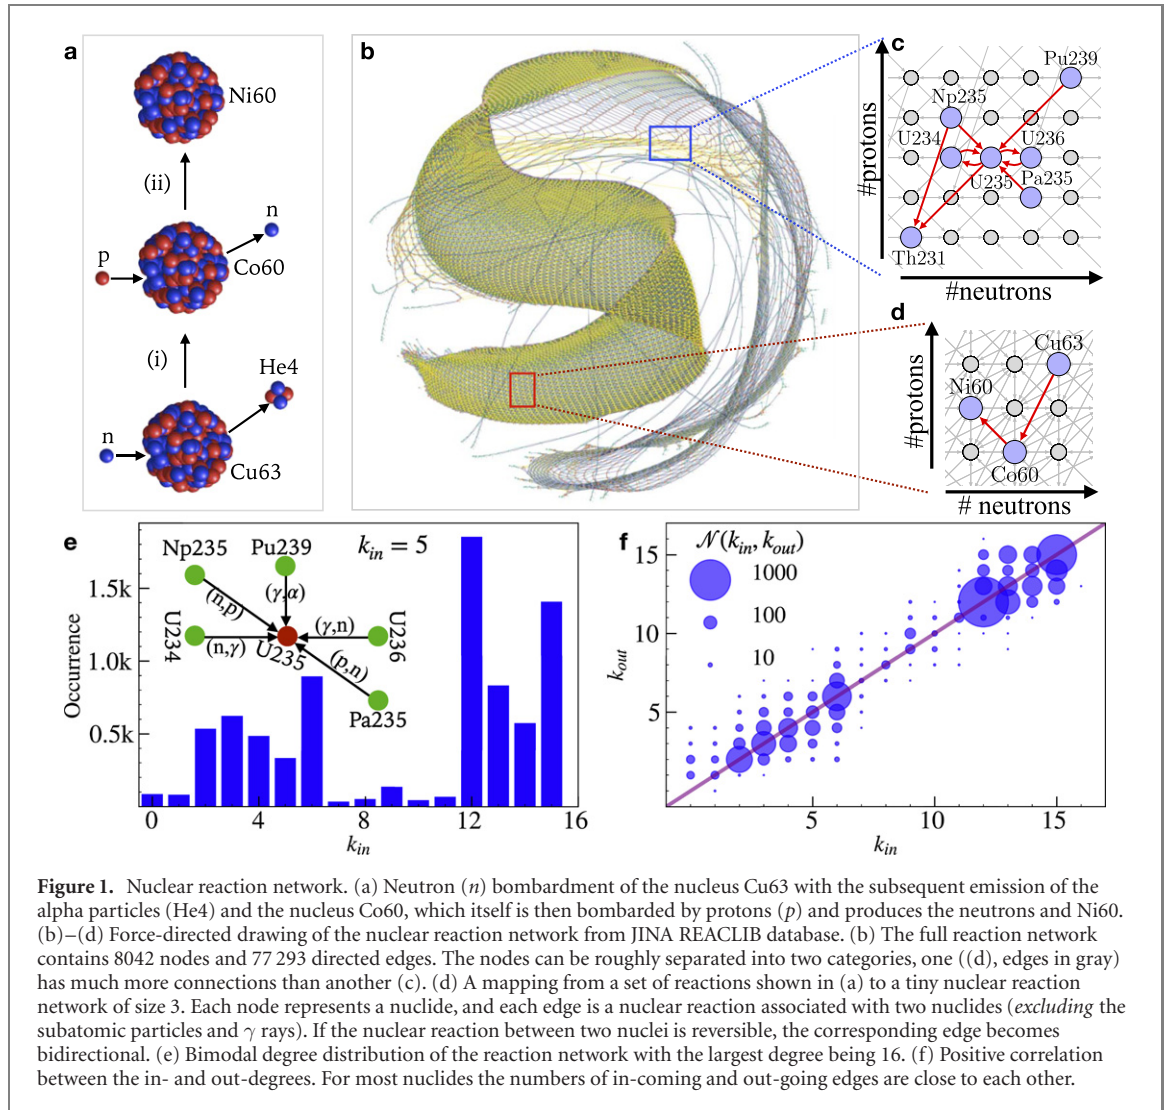 a
Ni60
(ii)
n
p
Co60
(i)
He4
n
Cu63
b
c
#protons
Pu239
Np235
U234
U236
U235
Pa235
Th231
#neutrons
d
#protons
Cu63
Ni60
Co60
# neutrons
e
Np235
Pu239
k_in = 5
(n,p)
(γ,α)
U234
(n,γ)
U235
(γ,n)
U236
(p,n)
Pa235
Occurrence
1.5k
1.0k
0.5k
0 4 8 12 16
k_in
f
𝒩(k_in, k_out)
1000
100
10
k_out
15
10
5
5 10 15
k_in
Figure 1. Nuclear reaction network. (a) Neutron (n) bombardment of the nucleus Cu63 with the subsequent emission of the
alpha particles (He4) and the nucleus Co60, which itself is then bombarded by protons (p) and produces the neutrons and Ni60.
(b)–(d) Force-directed drawing of the nuclear reaction network from JINA REACLIB database. (b) The full reaction network
contains 8042 nodes and 77 293 directed edges. The nodes can be roughly separated into two categories, one ((d), edges in gray)
has much more connections than another (c). (d) A mapping from a set of reactions shown in (a) to a tiny nuclear reaction
network of size 3. Each node represents a nuclide, and each edge is a nuclear reaction associated with two nuclides (excluding the
subatomic particles and γ rays). If the nuclear reaction between two nuclei is reversible, the corresponding edge becomes
bidirectional. (e) Bimodal degree distribution of the reaction network with the largest degree being 16. (f) Positive correlation
between the in- and out-degrees. For most nuclides the numbers of in-coming and out-going edges are close to each other.